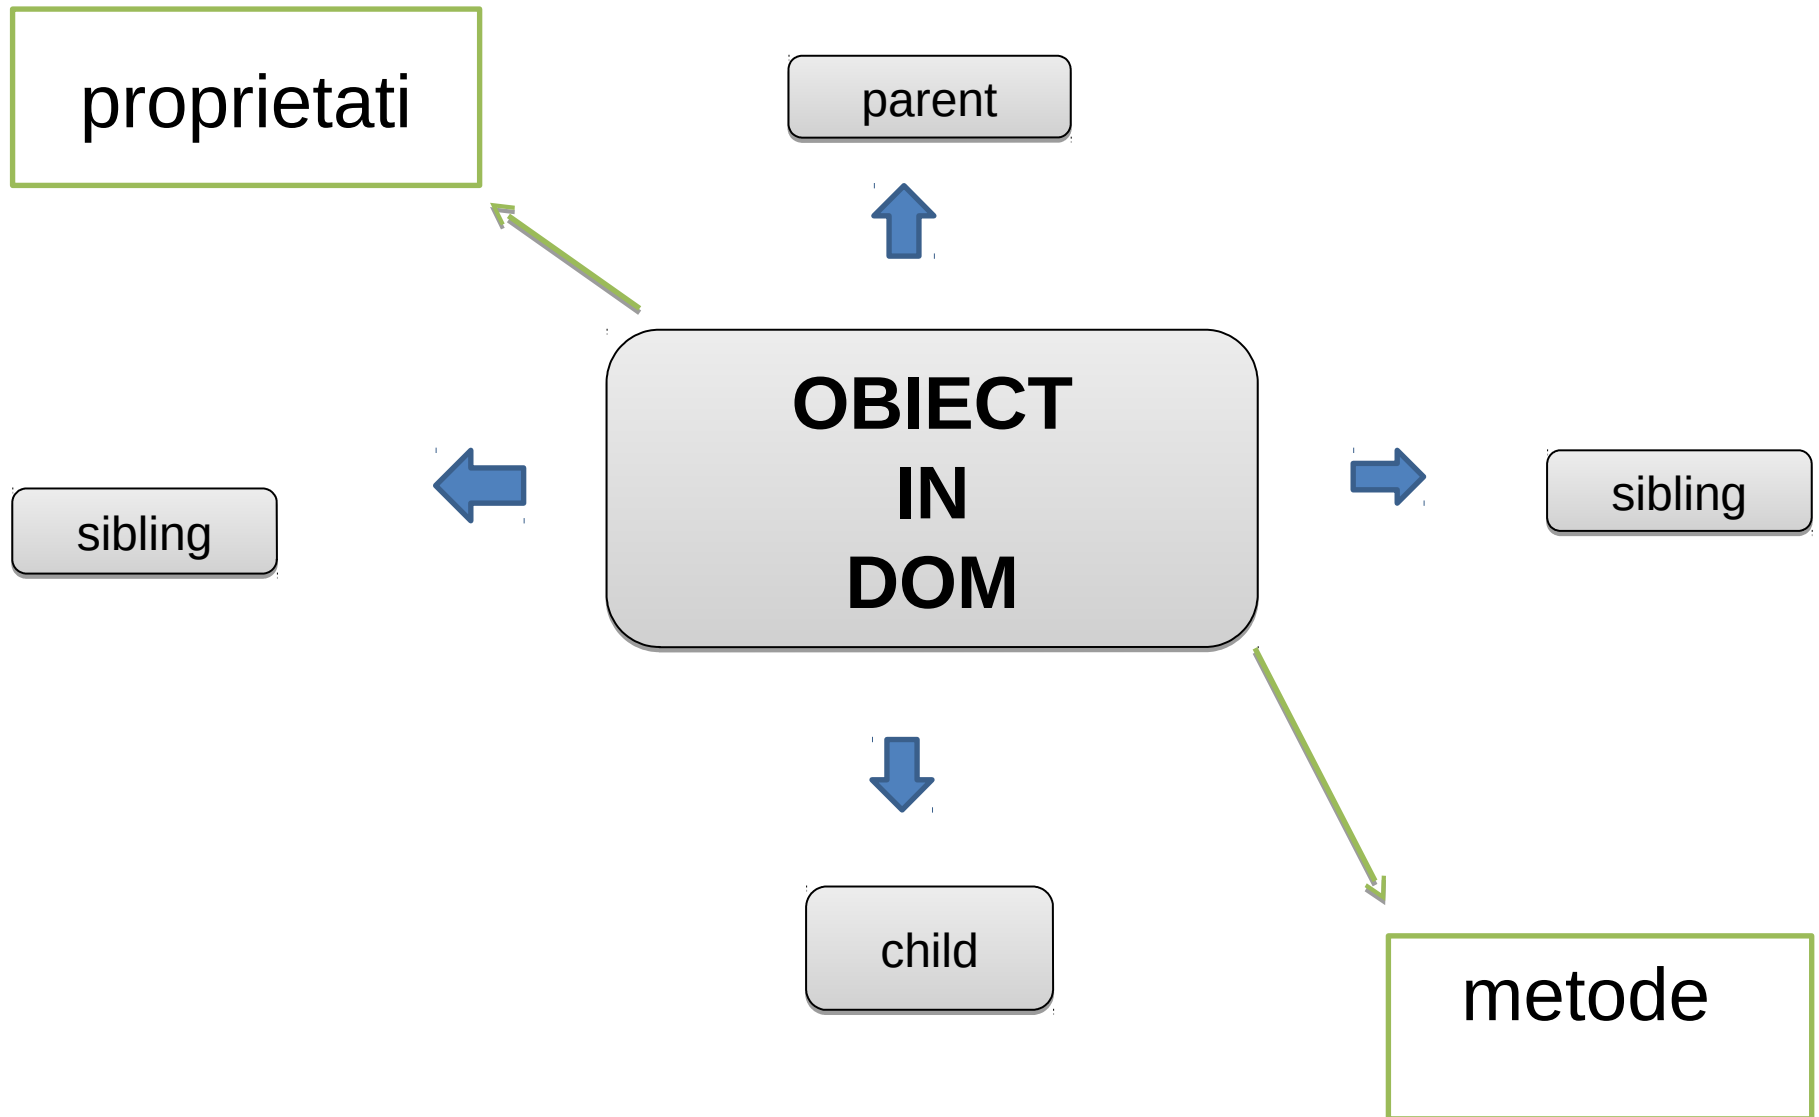 proprietati
parent
OBIECT
IN
DOM
sibling
sibling
child
metode